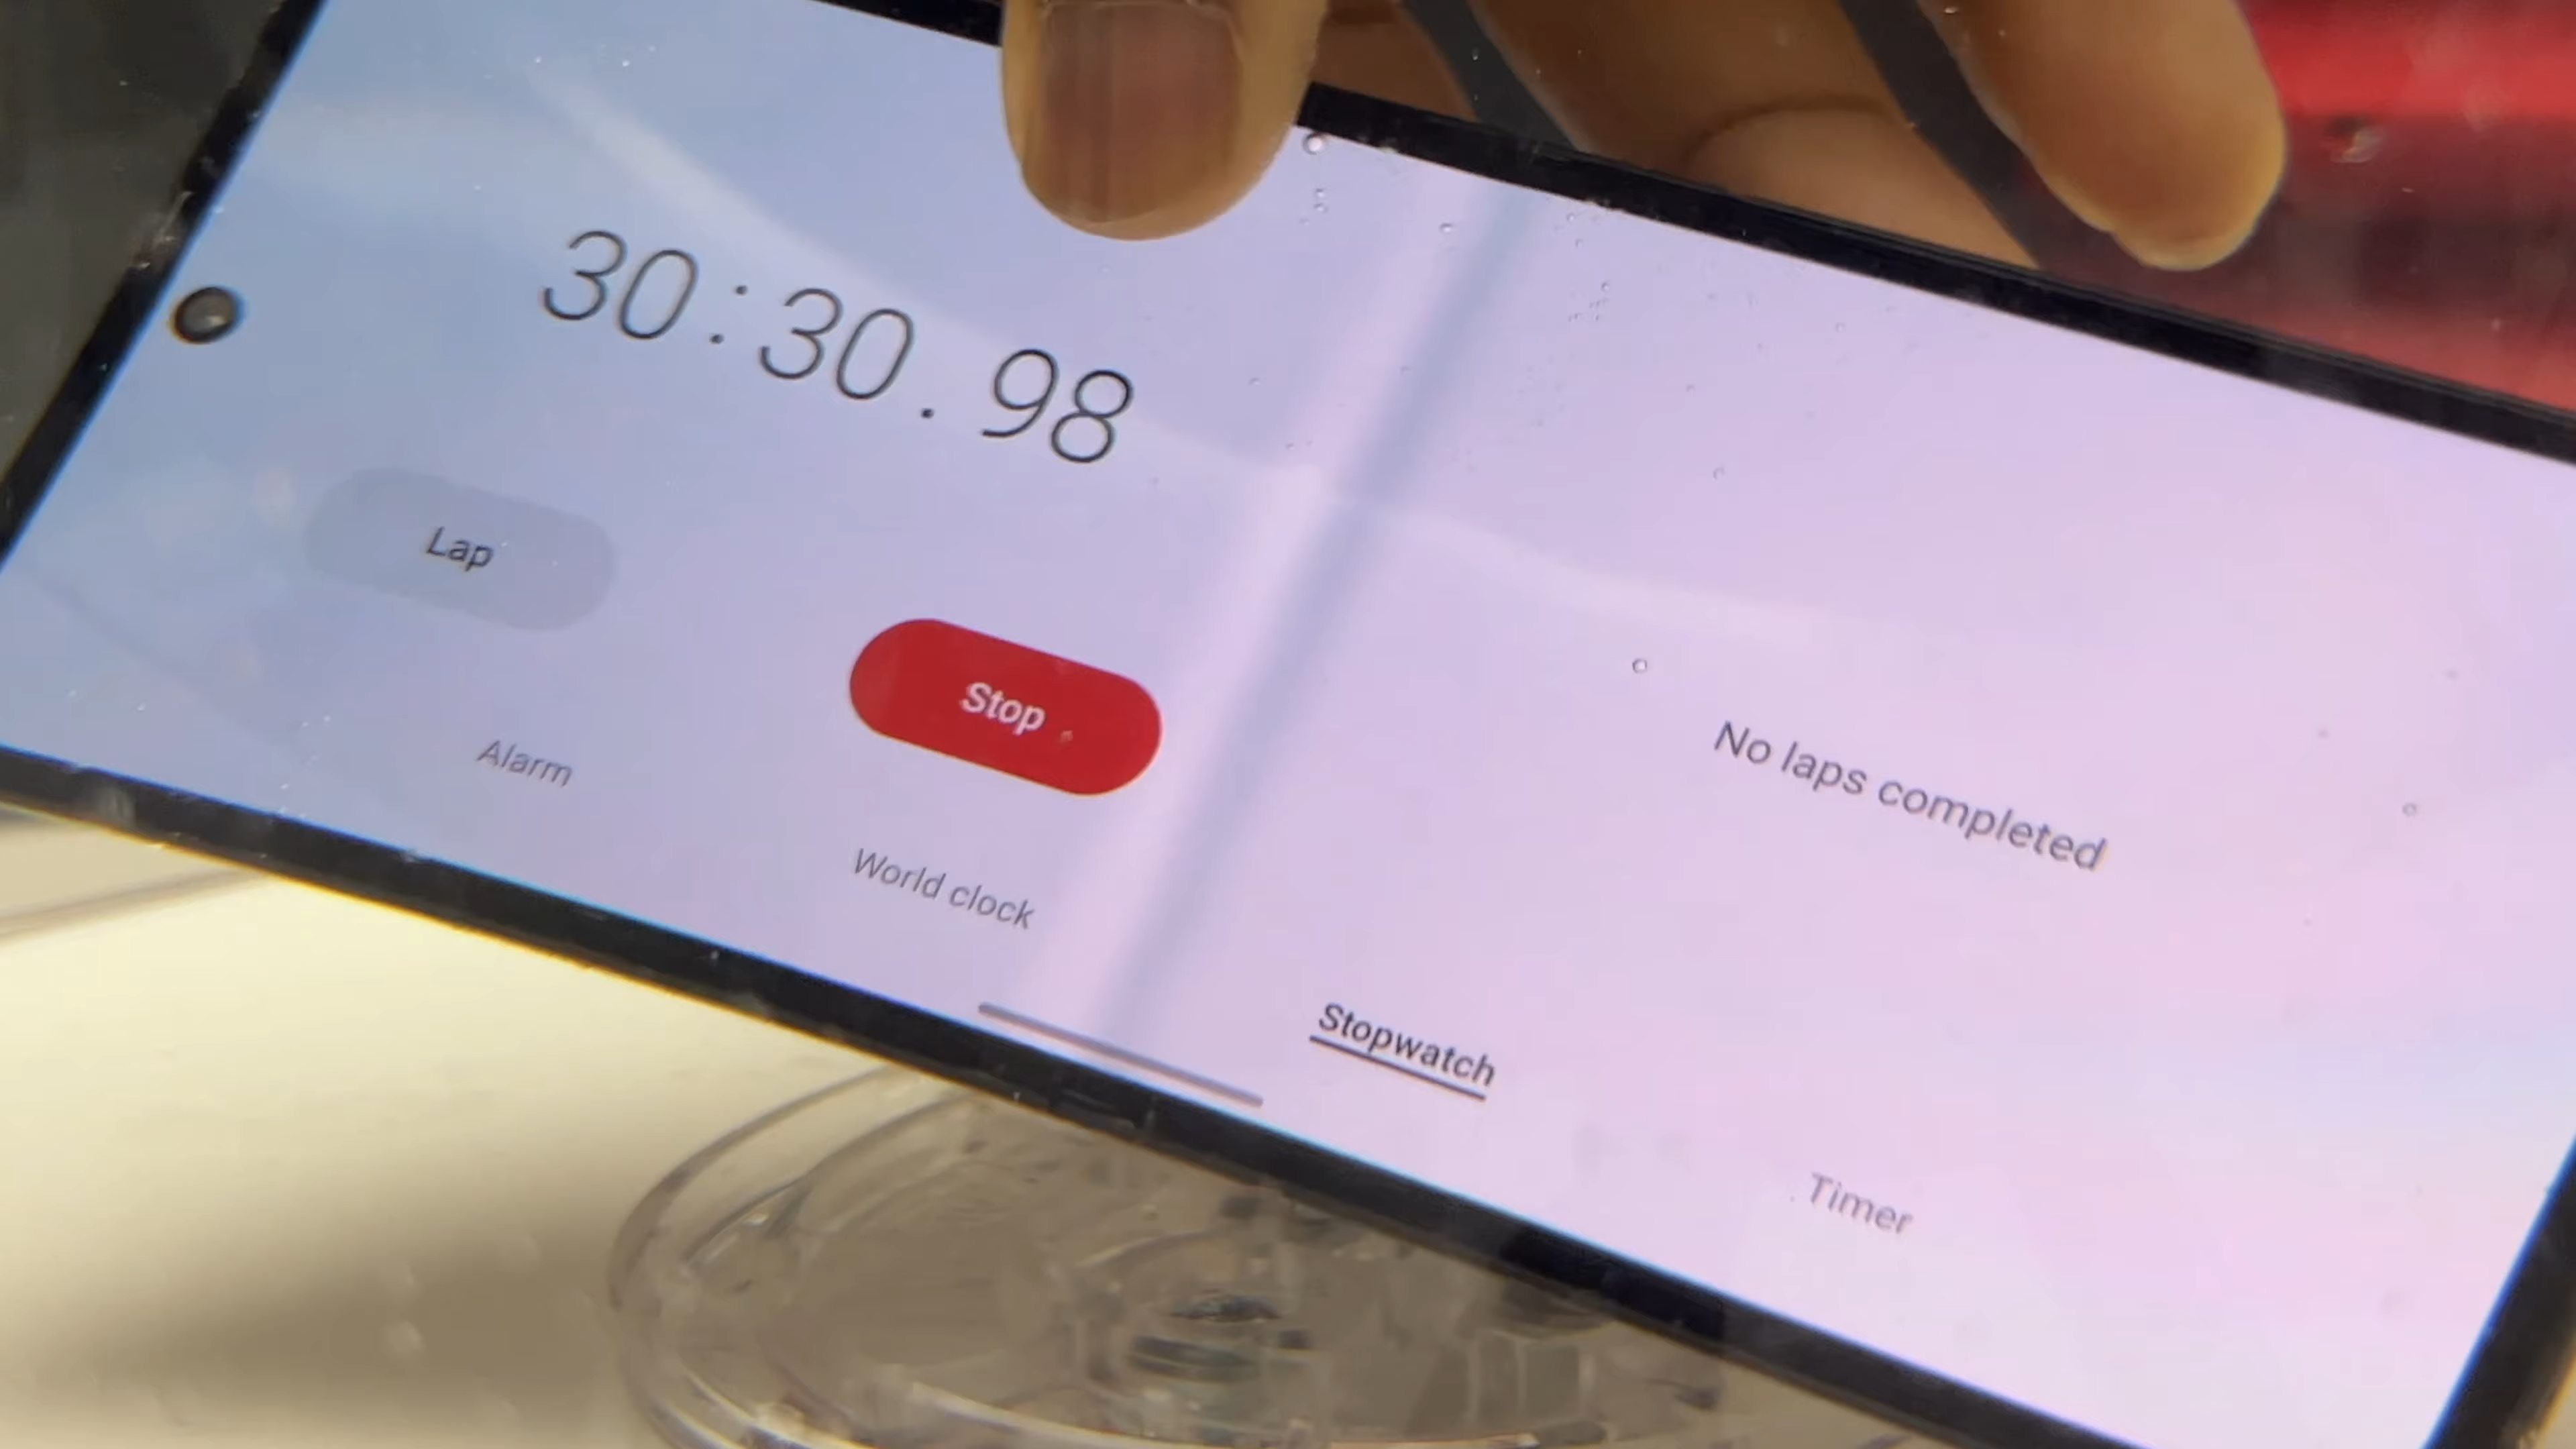 30:30.98
Lap
Stop
No laps completed
Alarm
World clock
Stopwatch
Timer